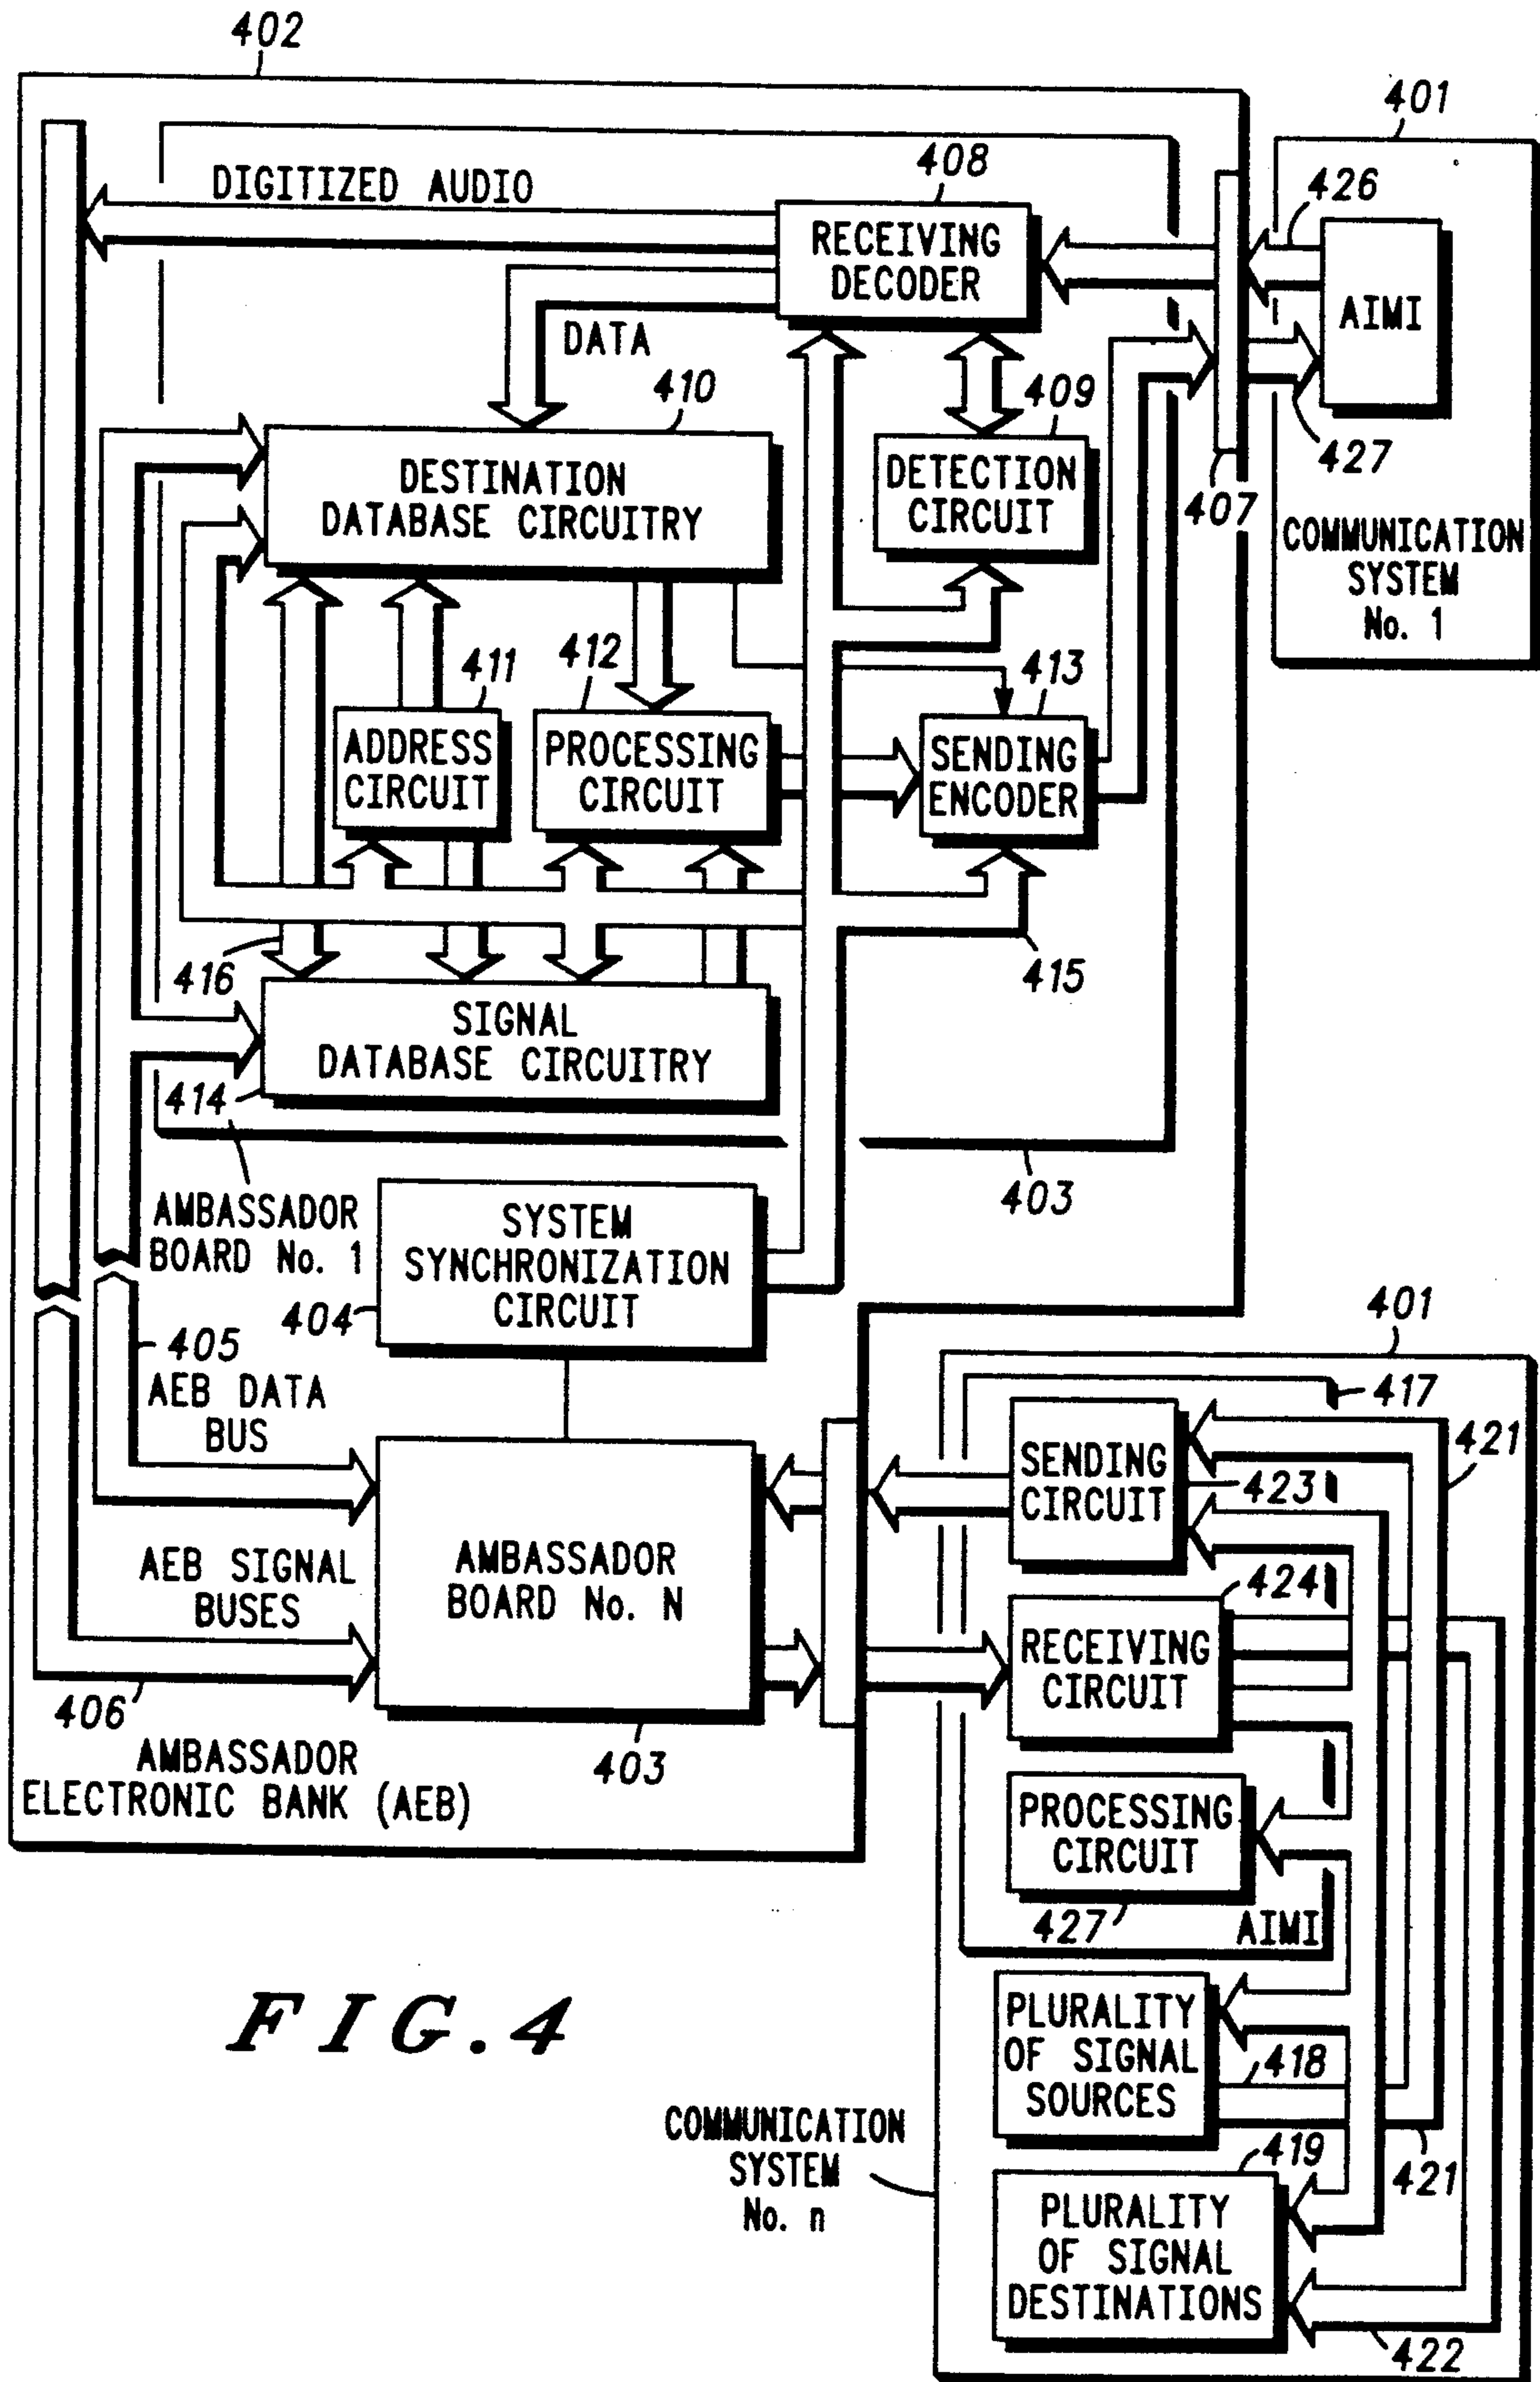 402
401
DIGITIZED AUDIO
408
426
RECEIVING
DECODER
AIMI
DATA
410
409
427
DESTINATION
DATABASE CIRCUITRY
DETECTION
CIRCUIT
407
COMMUNICATION
SYSTEM
No. 1
411
412
413
ADDRESS
CIRCUIT
PROCESSING
CIRCUIT
SENDING
ENCODER
416
415
SIGNAL
DATABASE CIRCUITRY
414
403
AMBASSADOR
BOARD No. 1
SYSTEM
SYNCHRONIZATION
CIRCUIT
404
401
405
AEB DATA
BUS
417
421
SENDING
CIRCUIT
423
AEB SIGNAL
BUSES
AMBASSADOR
BOARD No. N
424
RECEIVING
CIRCUIT
406
403
AMBASSADOR
ELECTRONIC BANK (AEB)
PROCESSING
CIRCUIT
427
AIMI
FIG.4
PLURALITY
OF SIGNAL
SOURCES
418
COMMUNICATION
SYSTEM
No. n
419
421
PLURALITY
OF SIGNAL
DESTINATIONS
422